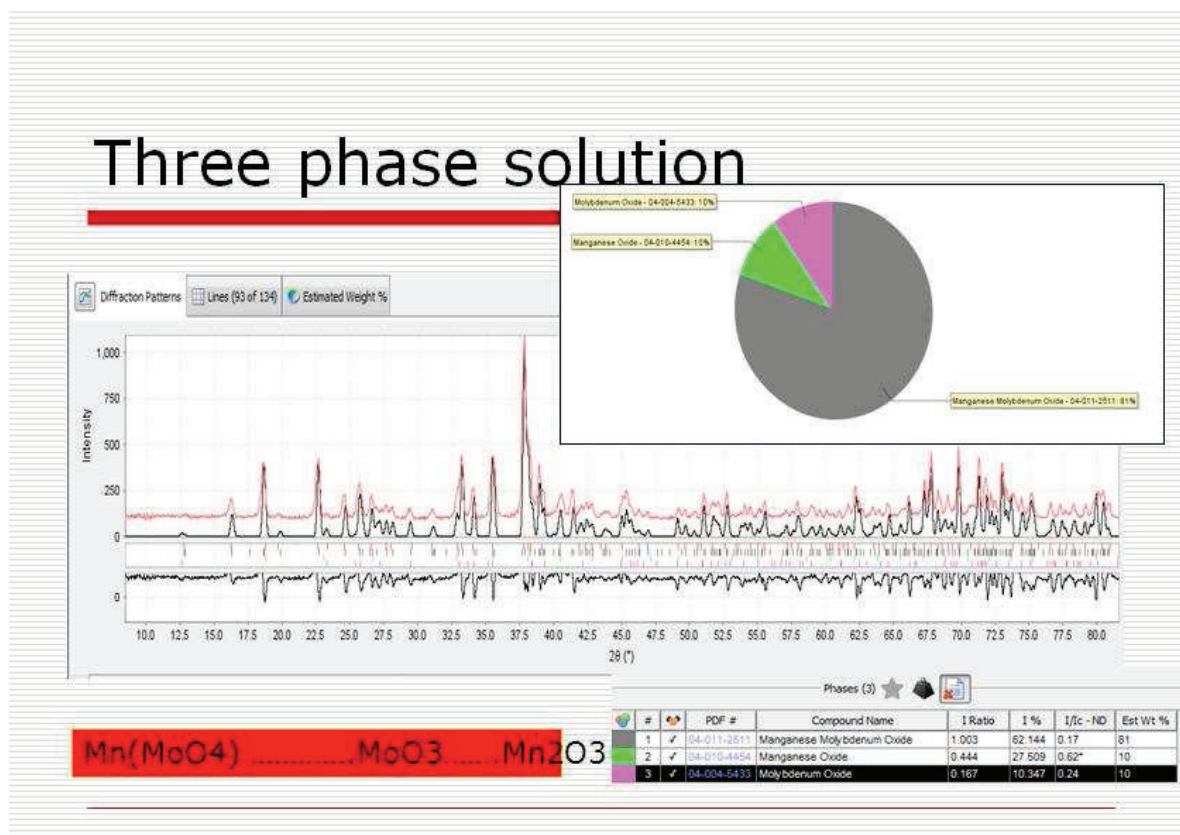 Three phase solution
Molybdenum Oxide - 04-004-5433: 10%
Manganese Oxide - 04-010-4454: 10%
Manganese Molybdenum Oxide - 04-011-2511: 81%
Diffraction Patterns Lines (93 of 134) Estimated Weight %
Intensity
1,000
750
500
250
0
0
10.0 12.5 15.0 17.5 20.0 22.5 25.0 27.5 30.0 32.5 35.0 37.5 40.0 42.5 45.0 47.5 50.0 52.5 55.0 57.5 60.0 62.5 65.0 67.5 70.0 72.5 75.0 77.5 80.0
2θ (°)
Phases (3)
# PDF # Compound Name I Ratio I % I/Ic - ND Est Wt %
1 ✓ 04-011-2511 Manganese Molybdenum Oxide 1.003 62.144 0.17 81
2 ✓ 04-010-4454 Manganese Oxide 0.444 27.509 0.62* 10
3 ✓ 04-004-5433 Molybdenum Oxide 0.167 10.347 0.24 10
Mn(MoO4) .............MoO3......Mn2O3